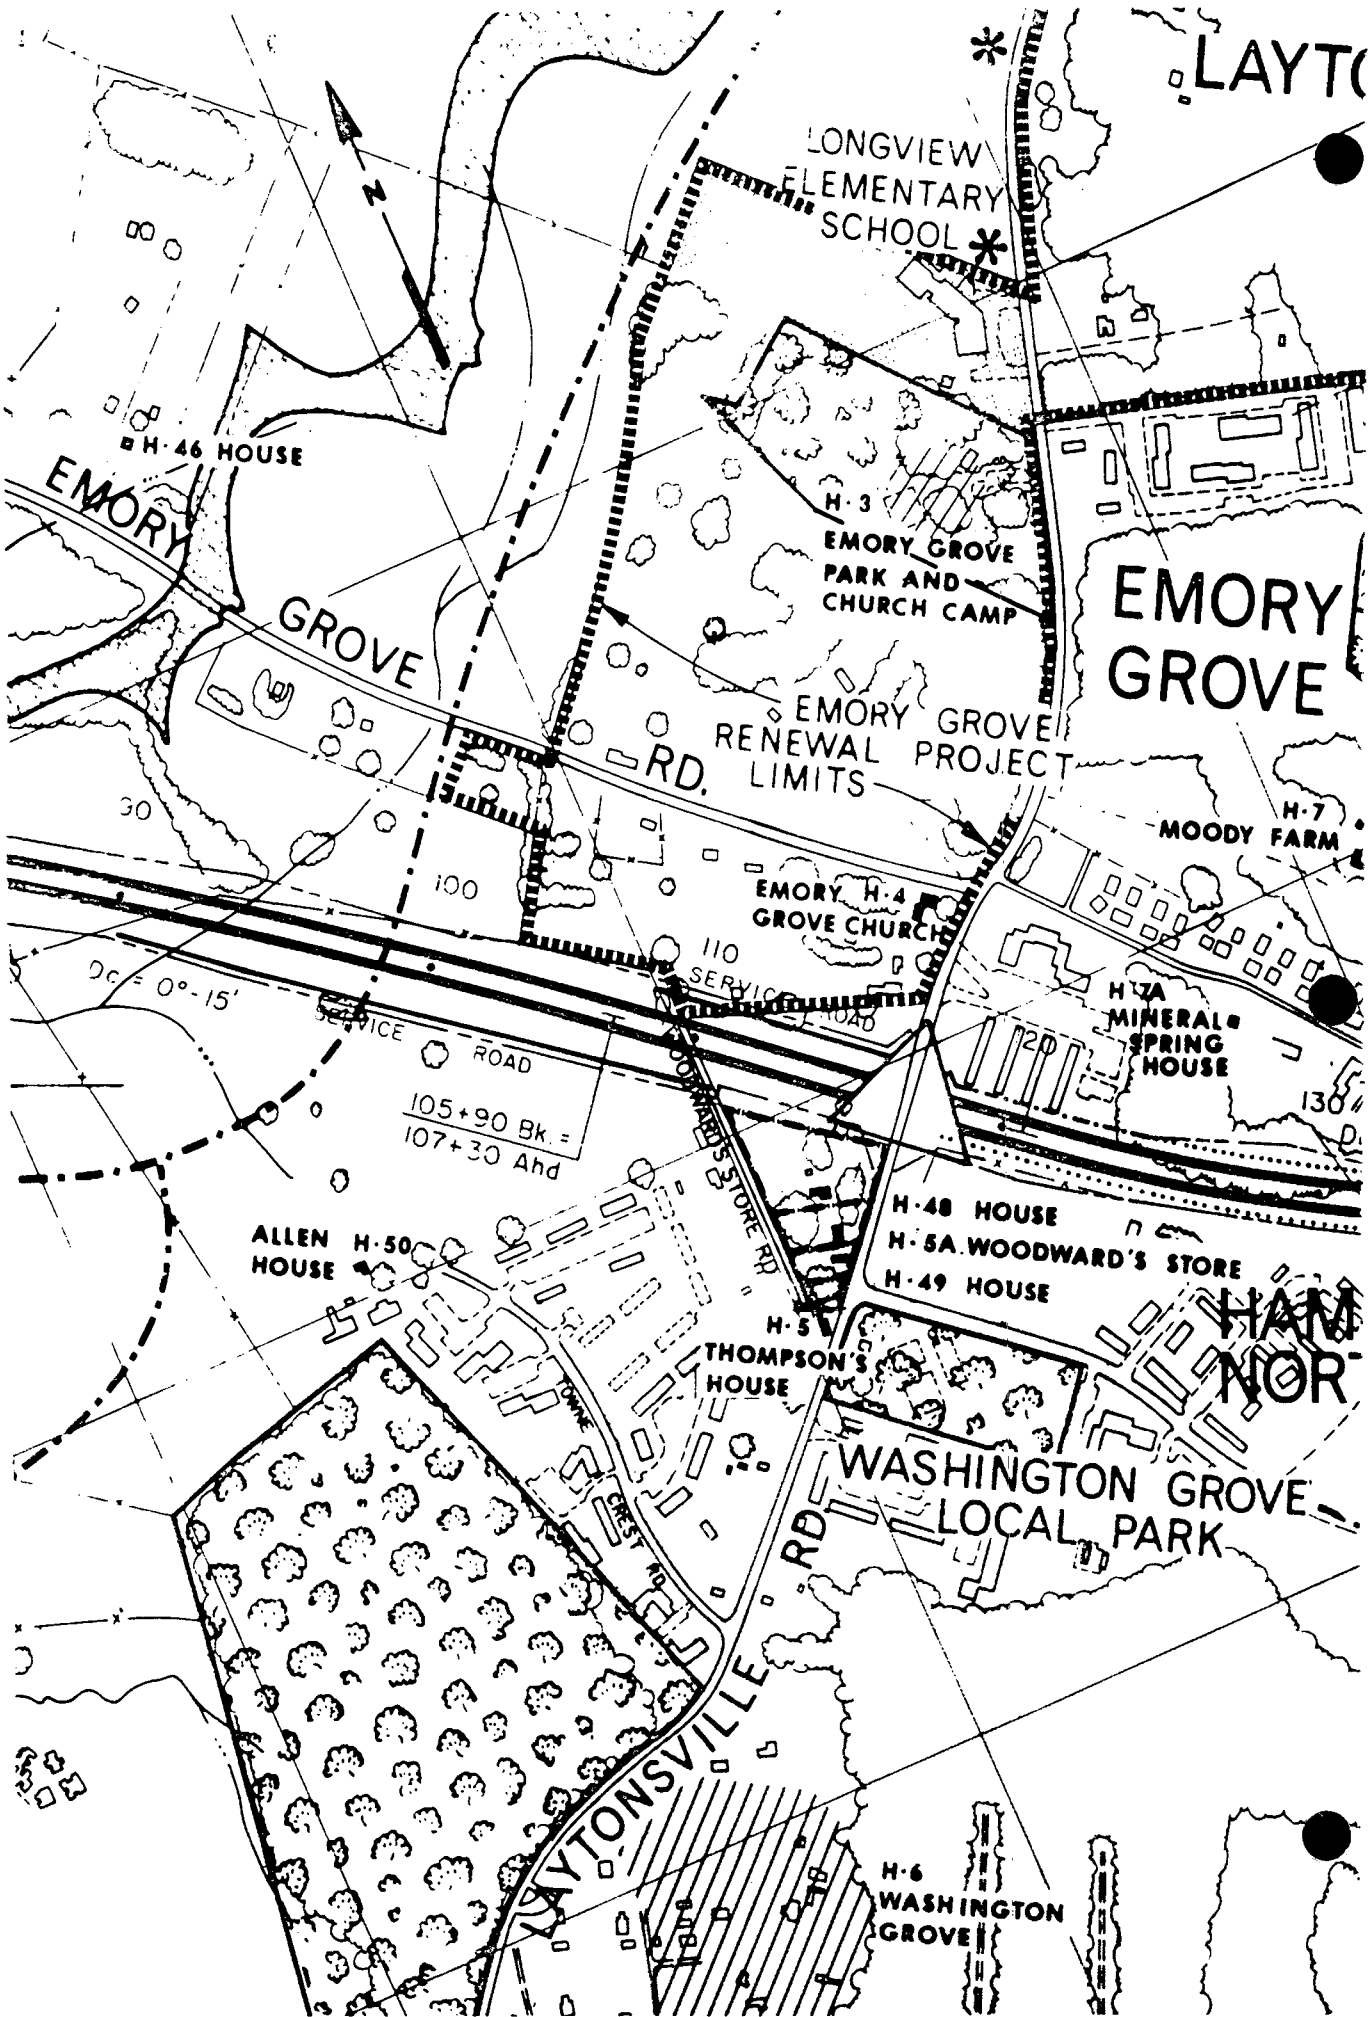 LAYTO
LONGVIEW
ELEMENTARY
SCHOOL
N
H-46 HOUSE
EMORY
GROVE
RD.
H-3
EMORY GROVE
PARK AND
CHURCH CAMP
EMORY
GROVE
EMORY GROVE
RENEWAL PROJECT
LIMITS
H-7
MOODY FARM
90
100
EMORY H-4
GROVE CHURCH
110
SERVICE ROAD
Dc = 0°-15'
SERVICE
ROAD
H-7A
MINERAL
SPRING
HOUSE
120
130
105+90 Bk. =
107+30 Ahd
WOODWARDS STORE RD
H-48 HOUSE
H-5A WOODWARD'S STORE
H-49 HOUSE
ALLEN H-50
HOUSE
H-5
THOMPSON'S
HOUSE
HAM
NORT
TOWNE
CREST RD
WASHINGTON GROVE
LOCAL PARK
LAYTONSVILLE
RD
H-6
WASHINGTON
GROVE